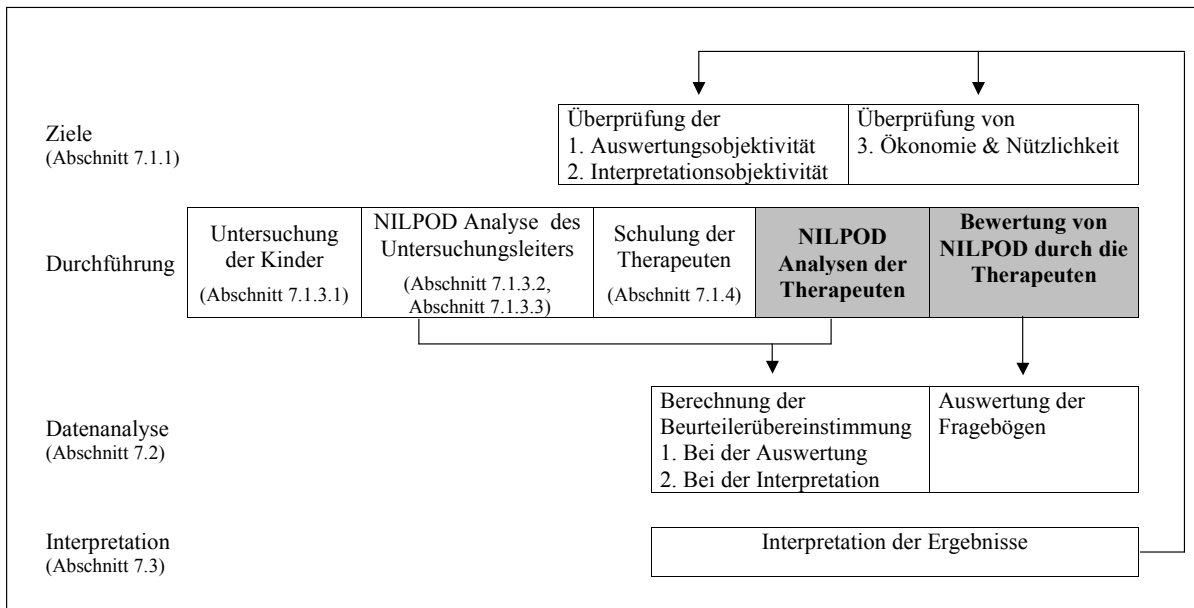 Ziele
(Abschnitt 7.1.1)
Überprüfung der
1. Auswertungsobjektivität
2. Interpretationsobjektivität
Überprüfung von
3. Ökonomie & Nützlichkeit
Durchführung
Untersuchung
der Kinder
(Abschnitt 7.1.3.1)
NILPOD Analyse des
Untersuchungsleiters
(Abschnitt 7.1.3.2,
Abschnitt 7.1.3.3)
Schulung der
Therapeuten
(Abschnitt 7.1.4)
NILPOD
Analysen der
Therapeuten
Bewertung von
NILPOD durch die
Therapeuten
Datenanalyse
(Abschnitt 7.2)
Berechnung der
Beurteilerübereinstimmung
1. Bei der Auswertung
2. Bei der Interpretation
Auswertung der
Fragebögen
Interpretation
(Abschnitt 7.3)
Interpretation der Ergebnisse